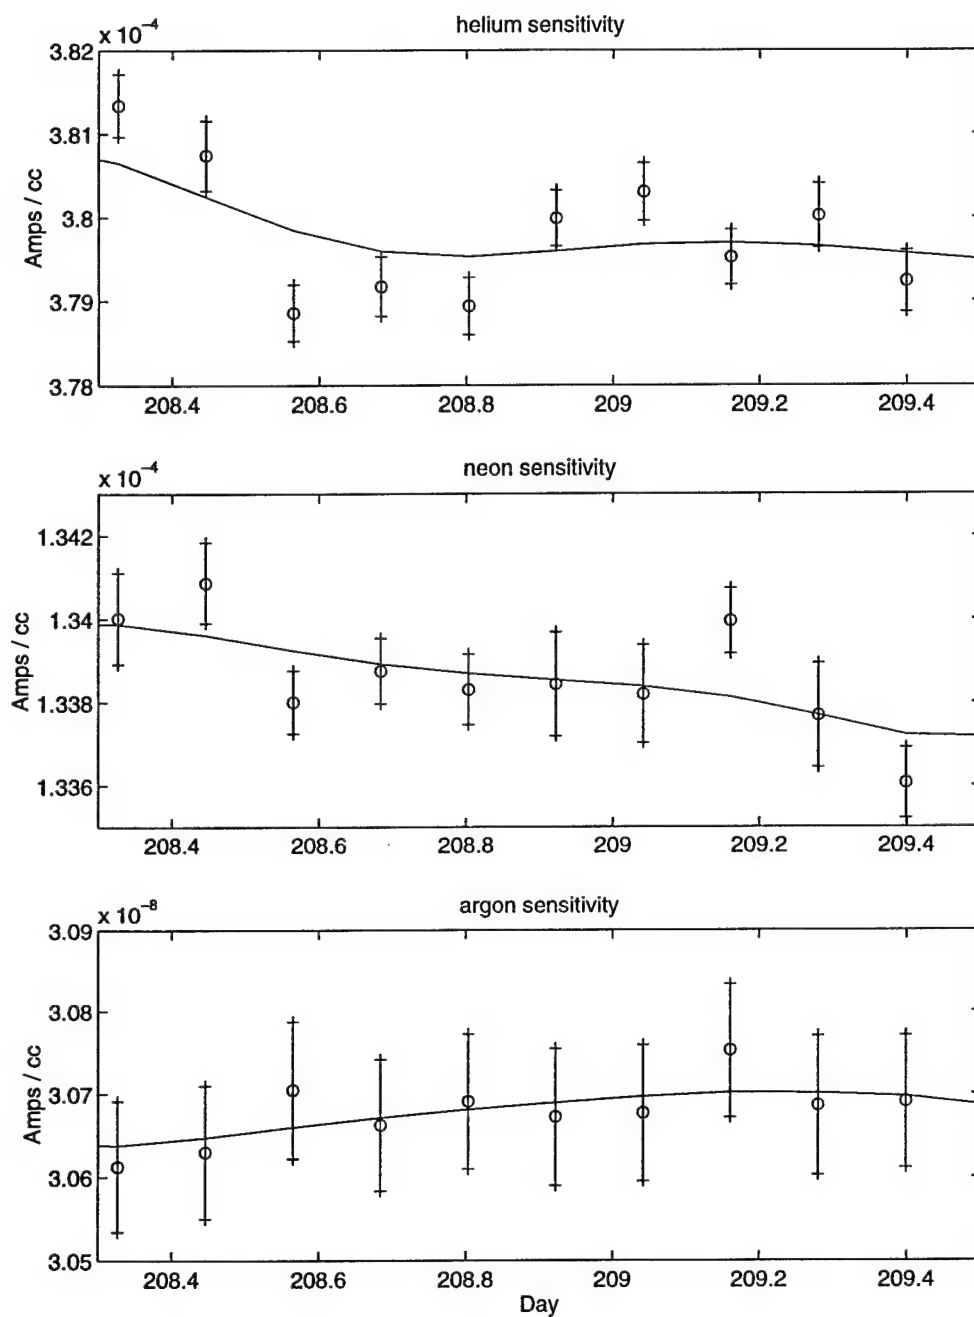 helium sensitivity
x 10⁻⁴
3.82
3.81
3.8
3.79
3.78
Amps / cc
208.4 208.6 208.8 209 209.2 209.4
neon sensitivity
x 10⁻⁴
1.342
1.34
1.338
1.336
Amps / cc
208.4 208.6 208.8 209 209.2 209.4
argon sensitivity
x 10⁻⁸
3.09
3.08
3.07
3.06
3.05
Amps / cc
208.4 208.6 208.8 209 209.2 209.4
Day